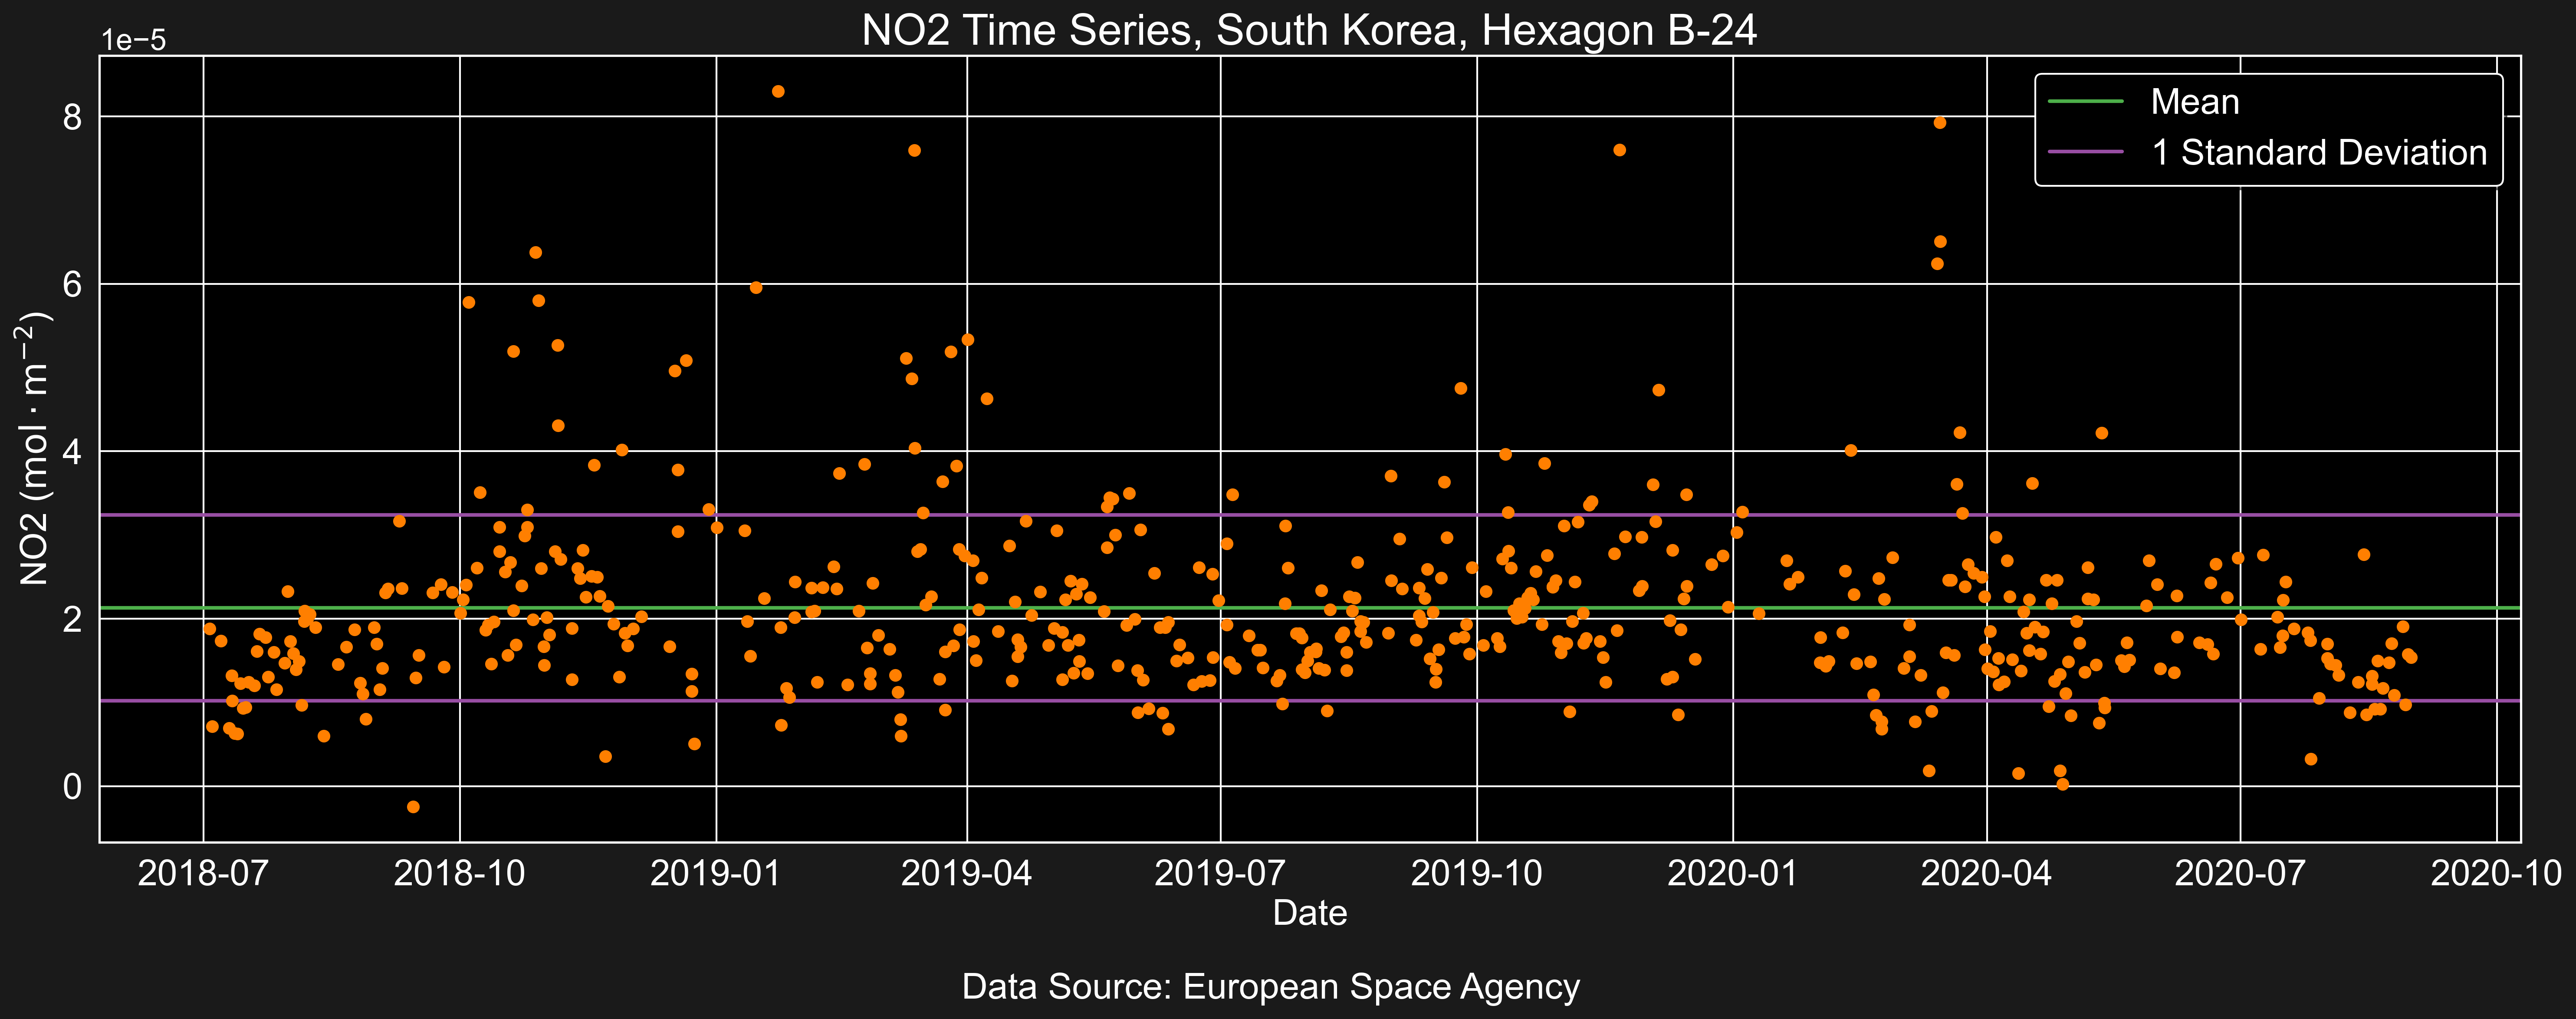 NO2 Time Series, South Korea, Hexagon B-24
1e−5
Mean
1 Standard Deviation
8
6
4
2
0
NO2 (mol · m⁻²)
2018-07 2018-10 2019-01 2019-04 2019-07 2019-10 2020-01 2020-04 2020-07 2020-10
Date
Data Source: European Space Agency